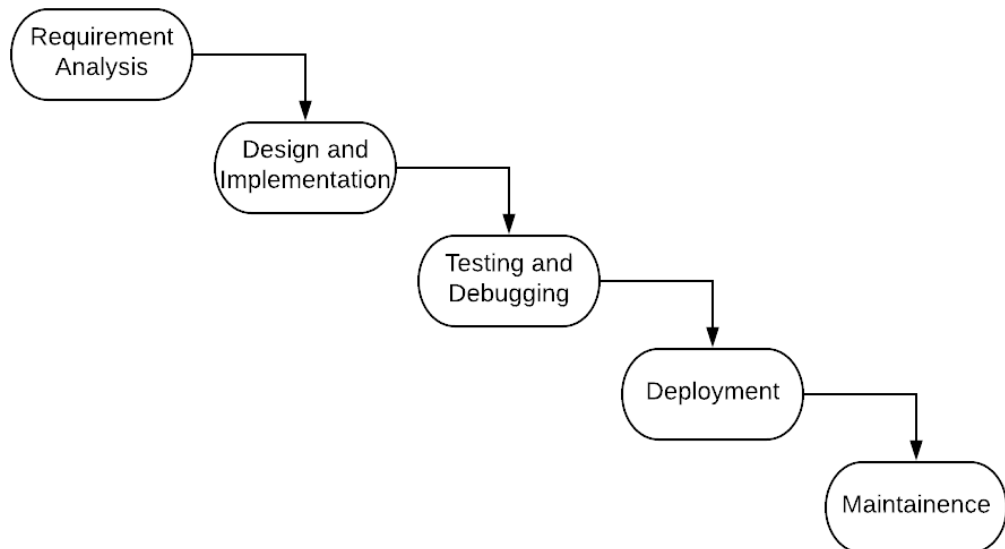 Requirement
Analysis
Design and
Implementation
Testing and
Debugging
Deployment
Maintainence